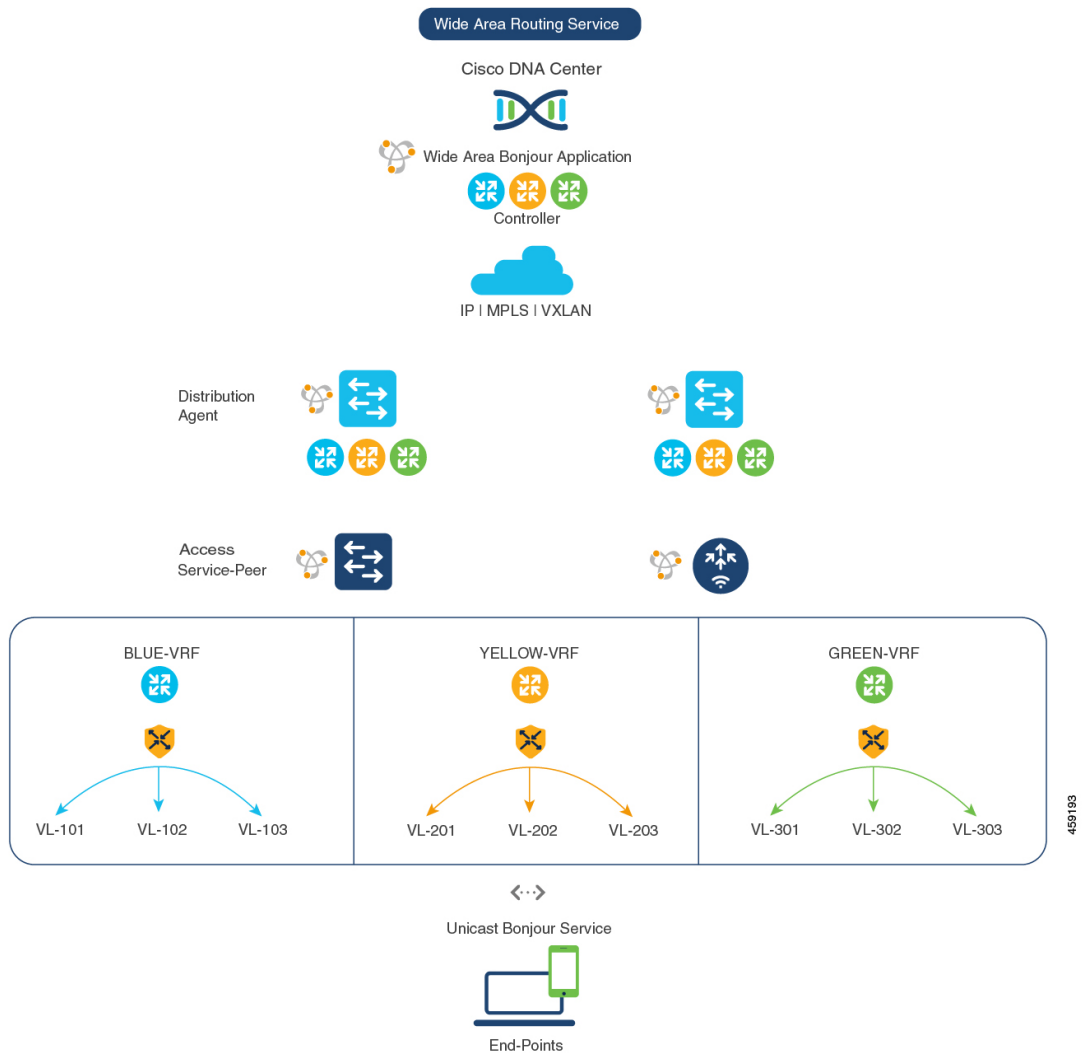 Wide Area Routing Service
Cisco DNA Center
Wide Area Bonjour Application
Controller
IP | MPLS | VXLAN
Distribution
Agent
Access
Service-Peer
BLUE-VRF
YELLOW-VRF
GREEN-VRF
VL-101
VL-102
VL-103
VL-201
VL-202
VL-203
VL-301
VL-302
VL-303
459193
Unicast Bonjour Service
End-Points